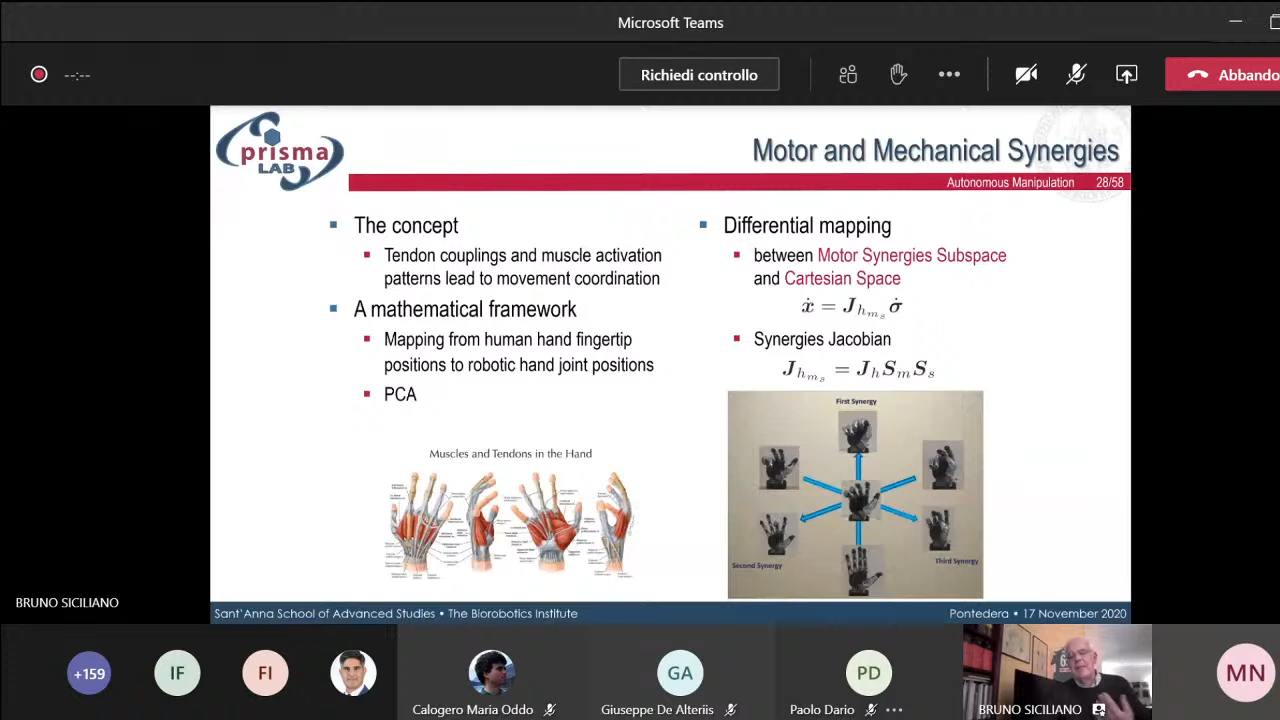 Microsoft Teams
--:--
Richiedi controllo
Abbando
prisma
LAB
Motor and Mechanical Synergies
Autonomous Manipulation 28/58
The concept
Tendon couplings and muscle activation
patterns lead to movement coordination
A mathematical framework
Mapping from human hand fingertip
positions to robotic hand joint positions
PCA
Muscles and Tendons in the Hand
Differential mapping
between Motor Synergies Subspace
and Cartesian Space
ẋ = J_{h_{m_s}} σ̇
Synergies Jacobian
J_{h_{m_s}} = J_h S_m S_s
First Synergy
Second Synergy
Third Synergy
BRUNO SICILIANO
Sant'Anna School of Advanced Studies • The Biorobotics Institute
Pontedera • 17 November 2020
+159
IF
FI
Calogero Maria Oddo
GA
Giuseppe De Alteriis
PD
Paolo Dario
BRUNO SICILIANO
MN